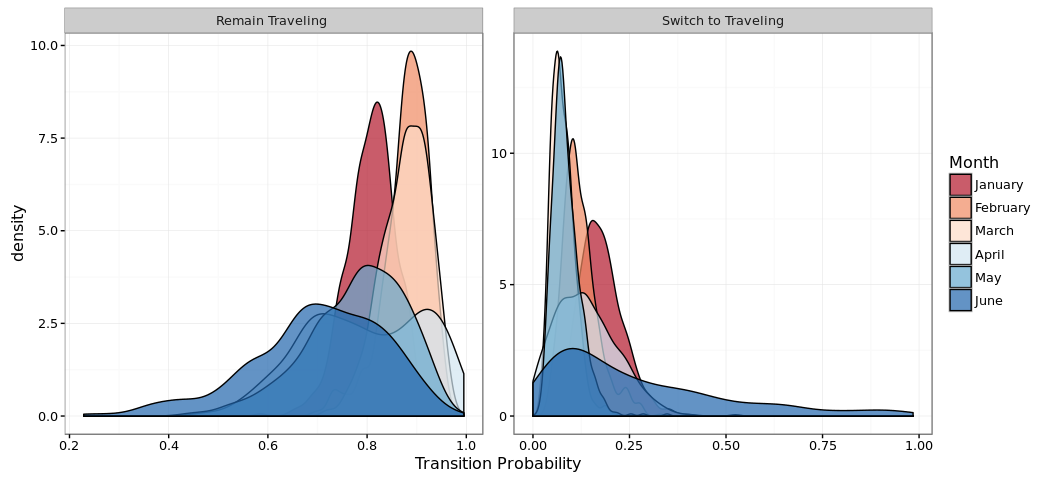 Remain Traveling
Switch to Traveling
density
10.0
7.5
5.0
2.5
0.0
0.2 0.4 0.6 0.8 1.0
10
5
0
0.00 0.25 0.50 0.75 1.00
Transition Probability
Month
January
February
March
April
May
June